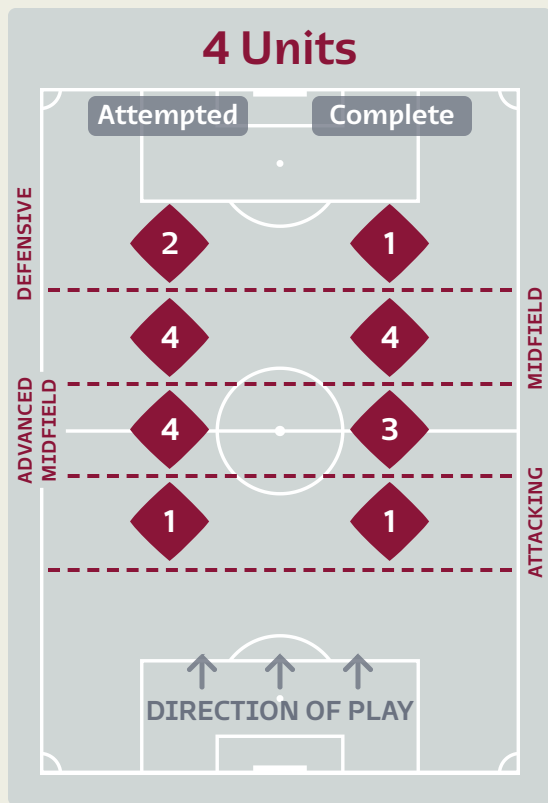 4 Units
Attempted Complete
DEFENSIVE
2 1
MIDFIELD
4 4
ADVANCED
MIDFIELD
4 3
ATTACKING
1 1
DIRECTION OF PLAY